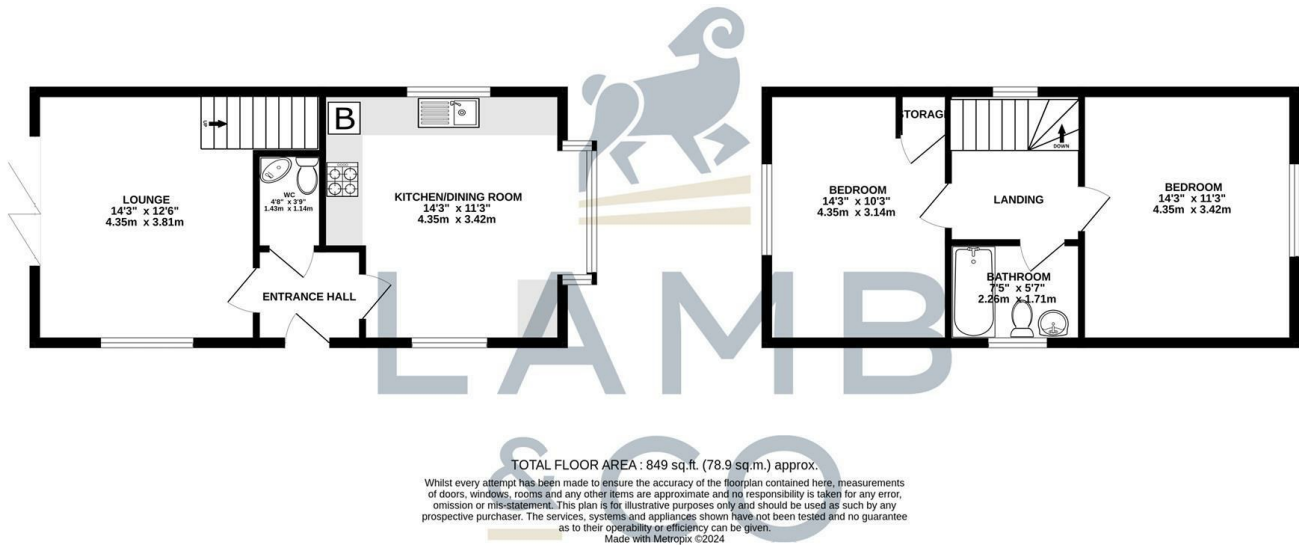 LOUNGE
14'3" x 12'6"
4.35m x 3.81m
UP
WC
4'8" x 3'9"
1.43m x 1.14m
B
KITCHEN/DINING ROOM
14'3" x 11'3"
4.35m x 3.42m
ENTRANCE HALL
STORAGE
BEDROOM
14'3" x 10'3"
4.35m x 3.14m
DOWN
LANDING
BATHROOM
7'5" x 5'7"
2.26m x 1.71m
BEDROOM
14'3" x 11'3"
4.35m x 3.42m
LAMB
& CO
TOTAL FLOOR AREA : 849 sq.ft. (78.9 sq.m.) approx.
Whilst every attempt has been made to ensure the accuracy of the floorplan contained here, measurements
of doors, windows, rooms and any other items are approximate and no responsibility is taken for any error,
omission or mis-statement. This plan is for illustrative purposes only and should be used as such by any
prospective purchaser. The services, systems and appliances shown have not been tested and no guarantee
as to their operability or efficiency can be given.
Made with Metropix ©2024